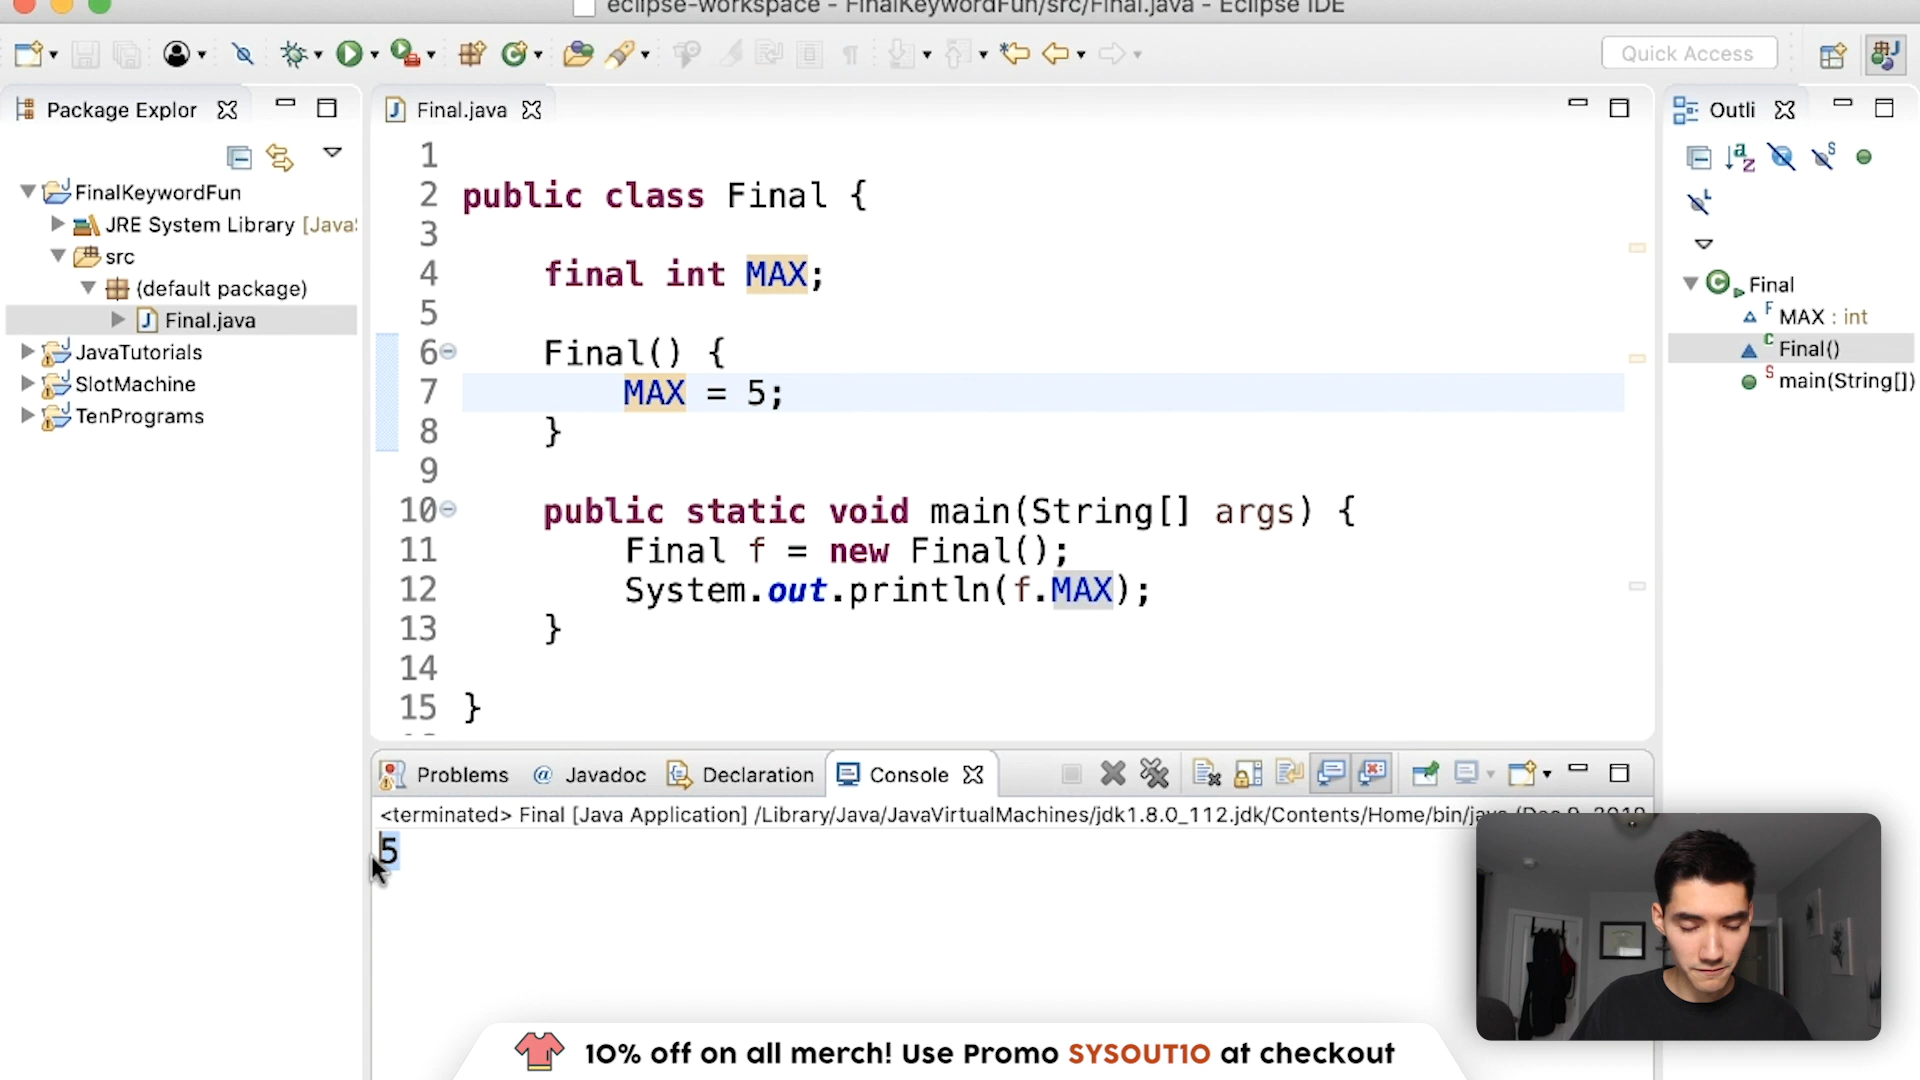 eclipse-workspace - FinalKeywordFun/src/Final.java - Eclipse IDE
Quick Access
Package Explor
FinalKeywordFun
JRE System Library [Java
src
(default package)
Final.java
JavaTutorials
SlotMachine
TenPrograms
Final.java
1
2 public class Final {
3
4 final int MAX;
5
6 Final() {
7 MAX = 5;
8 }
9
10 public static void main(String[] args) {
11 Final f = new Final();
12 System.out.println(f.MAX);
13 }
14
15 }
Outli
Final
MAX : int
Final()
main(String[])
Problems @ Javadoc Declaration Console
<terminated> Final [Java Application] /Library/Java/JavaVirtualMachines/jdk1.8.0_112.jdk/Contents/Home/bin/java
5
10% off on all merch! Use Promo SYSOUT10 at checkout